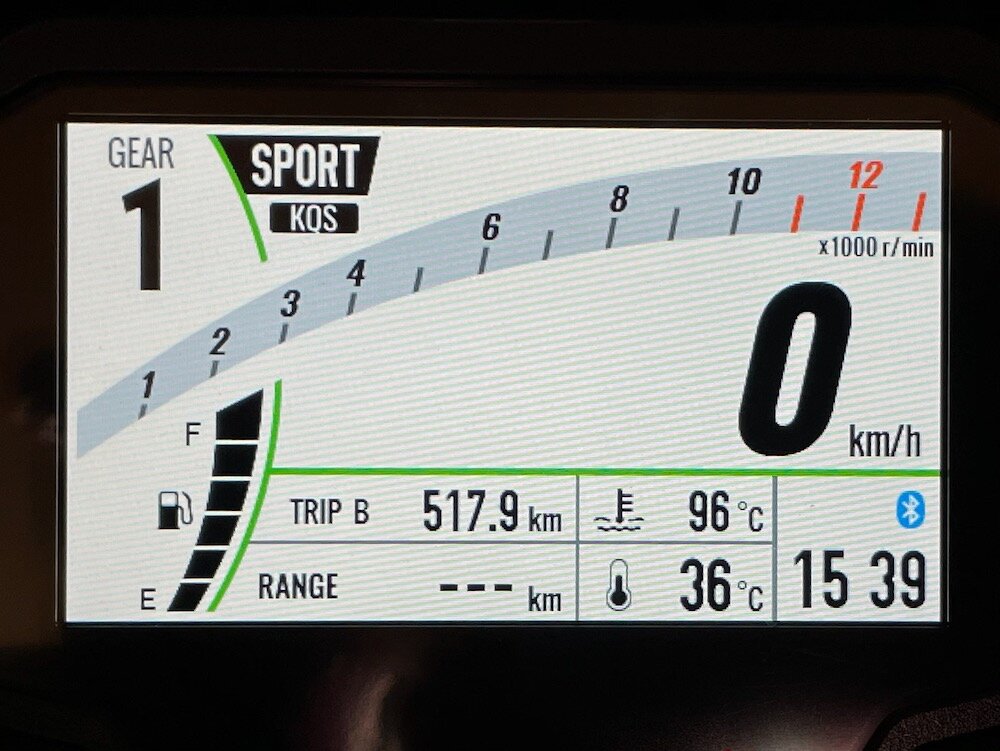 GEAR
1
SPORT
KQS
1 2 3 4 6 8 10 12
x1000 r/min
0 km/h
F
E
TRIP B 517.9 km
RANGE --- km
96 °C
36 °C
15 39